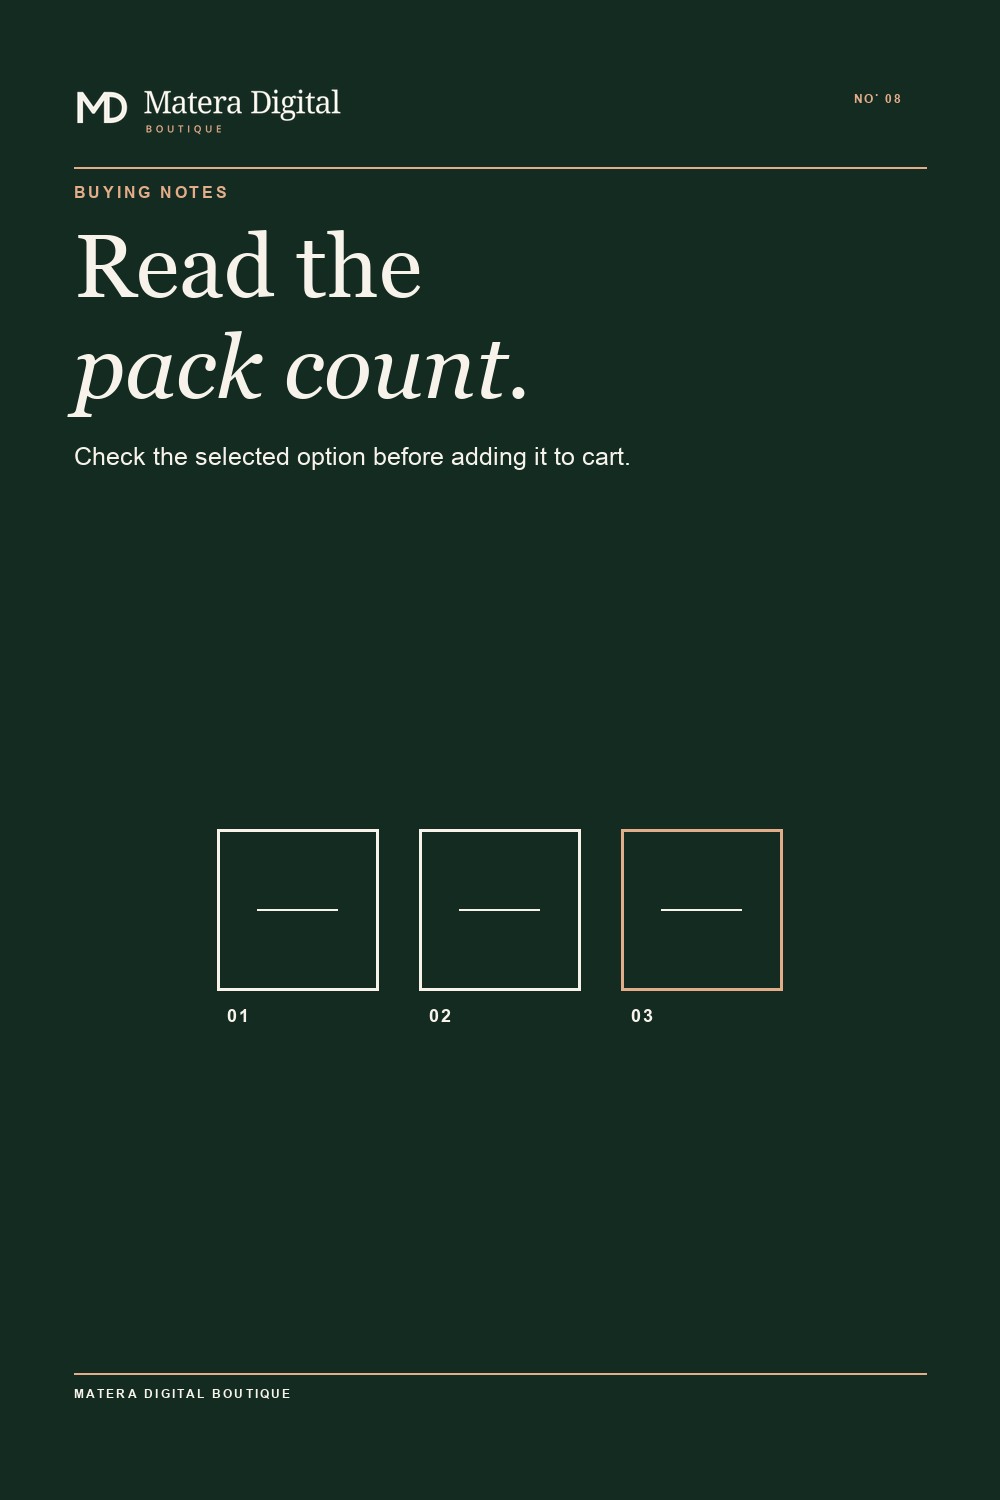 MD Matera Digital
BOUTIQUE
NO˙ 08
BUYING NOTES
Read the
pack count.
Check the selected option before adding it to cart.
01
02
03
MATERA DIGITAL BOUTIQUE